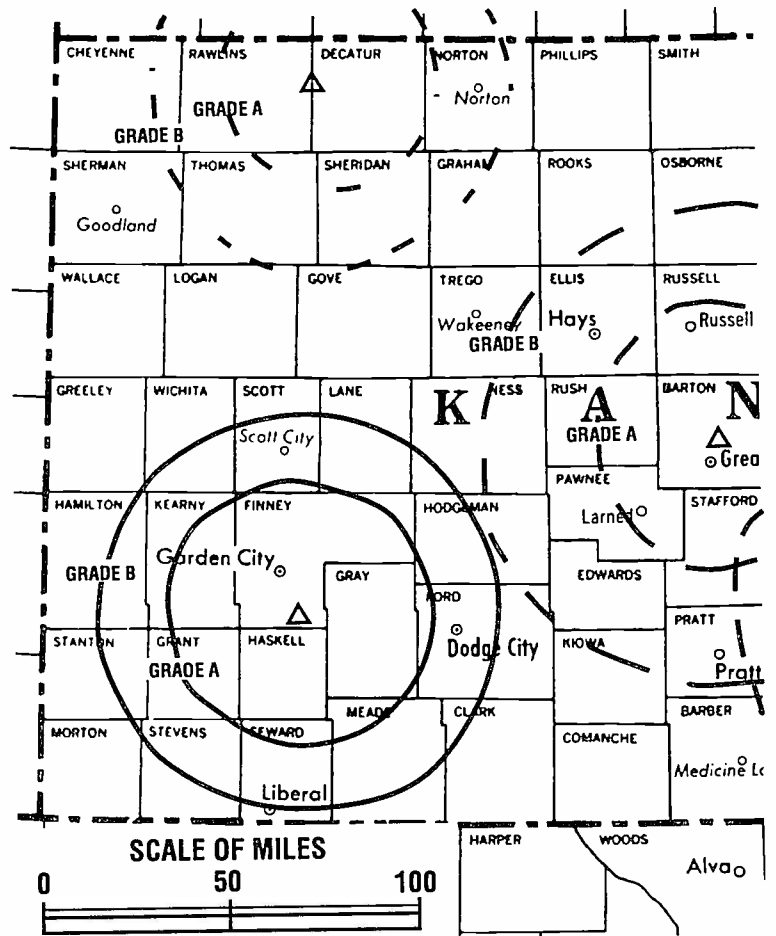 CHEYENNE RAWLINS DECATUR NORTON PHILLIPS SMITH
Norton
GRADE A
GRADE B
SHERMAN THOMAS SHERIDAN GRAHAM ROOKS OSBORNE
Goodland
WALLACE LOGAN GOVE TREGO ELLIS RUSSELL
Wakeeney Hays Russell
GRADE B
GREELEY WICHITA SCOTT LANE NESS RUSH BARTON
K A N
Scott City
GRADE A
Grea
PAWNEE
HAMILTON KEARNY FINNEY HODGEMAN STAFFORD
Larned
Garden City
GRADE B
GRAY EDWARDS
FORD
PRATT
STANTON GRANT HASKELL KIOWA
Dodge City
GRADE A
Pratt
MEADE CLARK BARBER
MORTON STEVENS SEWARD COMANCHE
Medicine Lo
Liberal
SCALE OF MILES
HARPER WOODS
Alva
0 50 100